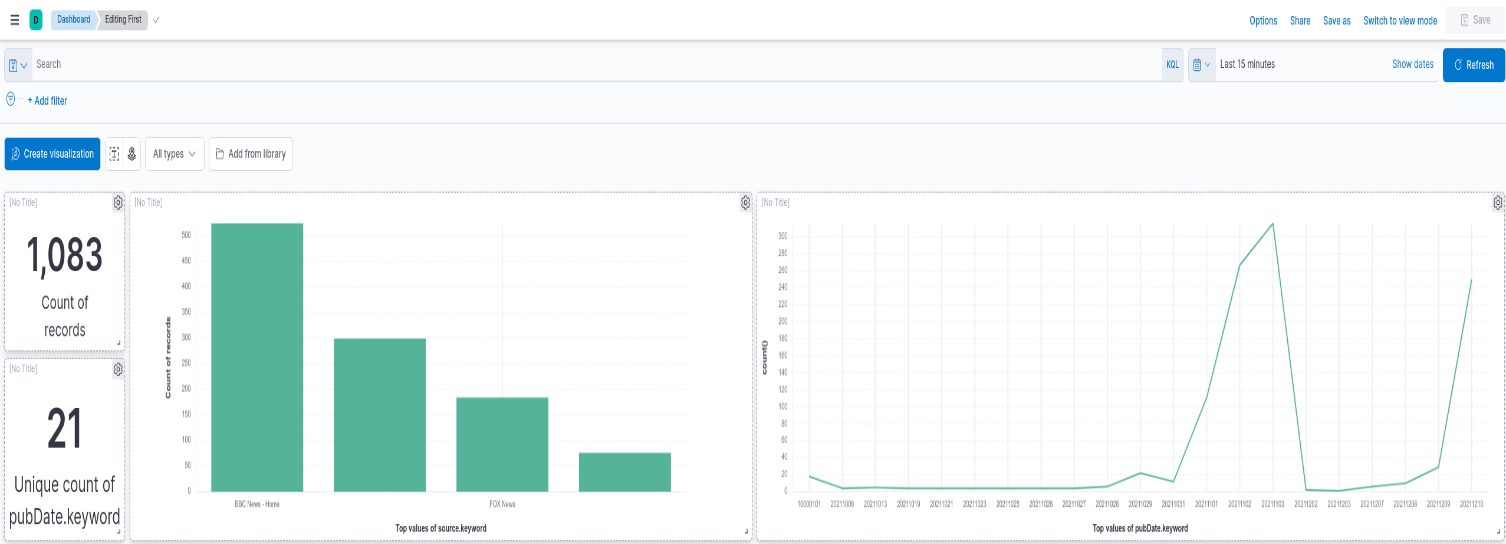 D Dashboard Editing First Options Share Save as Switch to view mode Save
Search KQL Last 15 minutes Show dates Refresh
+ Add filter
Create visualization All types Add from library
[No Title]
1,083
Count of
records
[No Title]
21
Unique count of
pubDate.keyword
[No Title]
Count of records
500
450
400
350
300
250
200
150
100
50
0
BBC News - Home FOX News
Top values of source.keyword
[No Title]
count()
300
280
260
240
220
200
180
160
140
120
100
80
60
40
20
0
10000101 20211006 20211013 20211019 20211021 20211023 20211025 20211026 20211027 20211028 20211029 20211031 20211101 20211102 20211103 20211202 20211203 20211207 20211208 20211209 20211210
Top values of pubDate.keyword